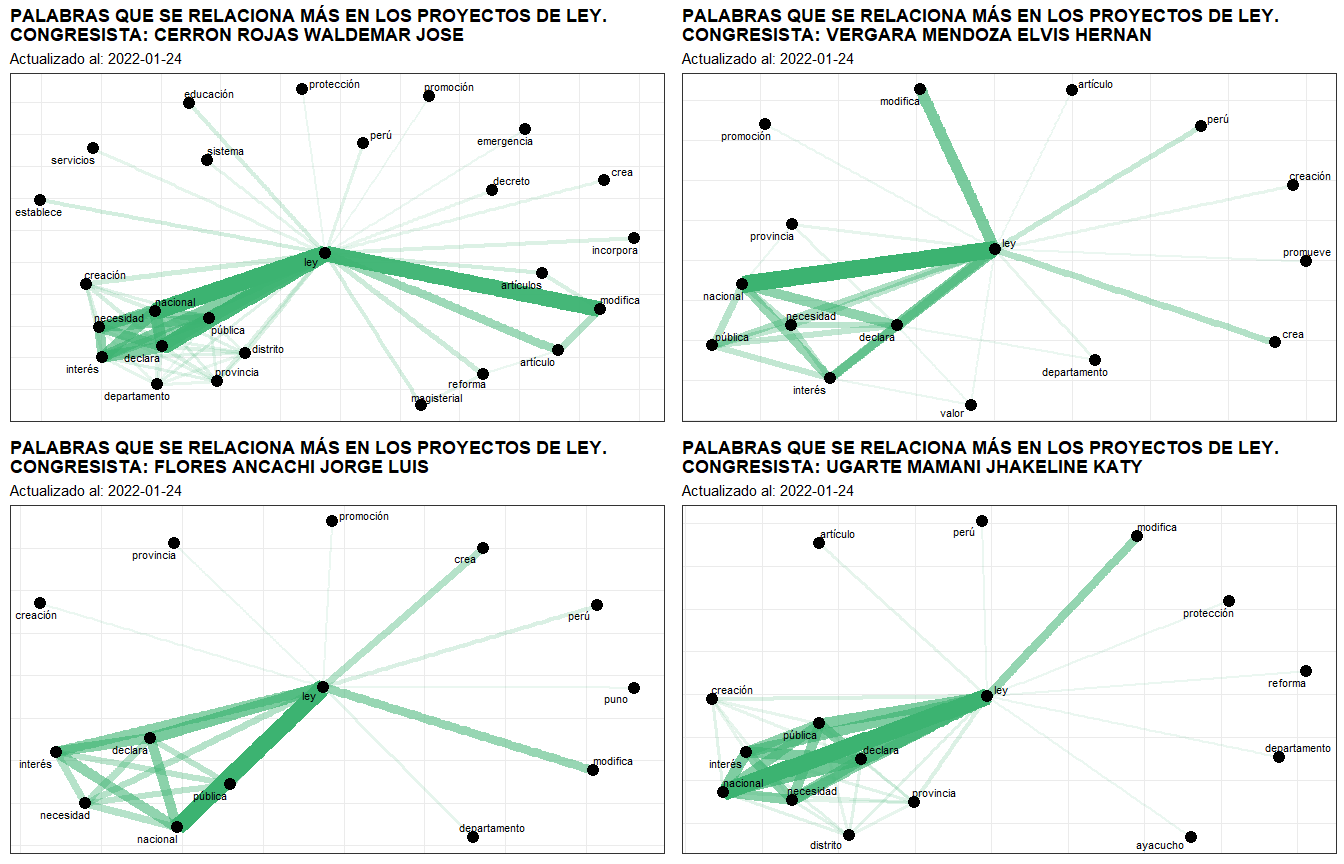 PALABRAS QUE SE RELACIONA MÁS EN LOS PROYECTOS DE LEY.
CONGRESISTA: CERRON ROJAS WALDEMAR JOSE
Actualizado al: 2022-01-24
protección
promoción
educación
perú
emergencia
servicios
sistema
decreto
crea
establece
incorpora
ley
creación
artículos
nacional
modifica
necesidad
pública
distrito
declara
artículo
interés
provincia
reforma
departamento
magisterial
PALABRAS QUE SE RELACIONA MÁS EN LOS PROYECTOS DE LEY.
CONGRESISTA: VERGARA MENDOZA ELVIS HERNAN
Actualizado al: 2022-01-24
artículo
modifica
perú
promoción
creación
provincia
ley
promueve
nacional
necesidad
pública
declara
crea
departamento
interés
valor
PALABRAS QUE SE RELACIONA MÁS EN LOS PROYECTOS DE LEY.
CONGRESISTA: FLORES ANCACHI JORGE LUIS
Actualizado al: 2022-01-24
promoción
provincia
crea
creación
perú
ley
puno
declara
interés
modifica
pública
necesidad
departamento
nacional
PALABRAS QUE SE RELACIONA MÁS EN LOS PROYECTOS DE LEY.
CONGRESISTA: UGARTE MAMANI JHAKELINE KATY
Actualizado al: 2022-01-24
modifica
artículo
perú
protección
reforma
creación
ley
pública
declara
departamento
interés
nacional
necesidad
provincia
distrito
ayacucho